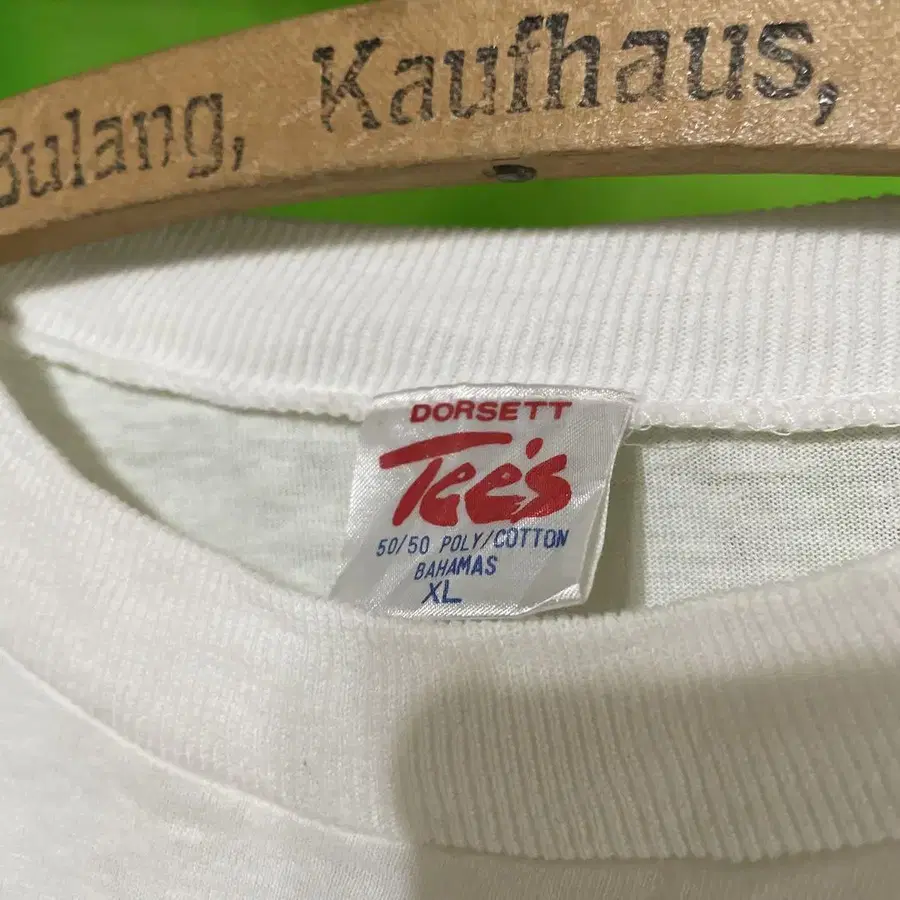 Bulang, Kaufhaus,
DORSETT
Tee's
50/50 POLY/COTTON
BAHAMAS
XL